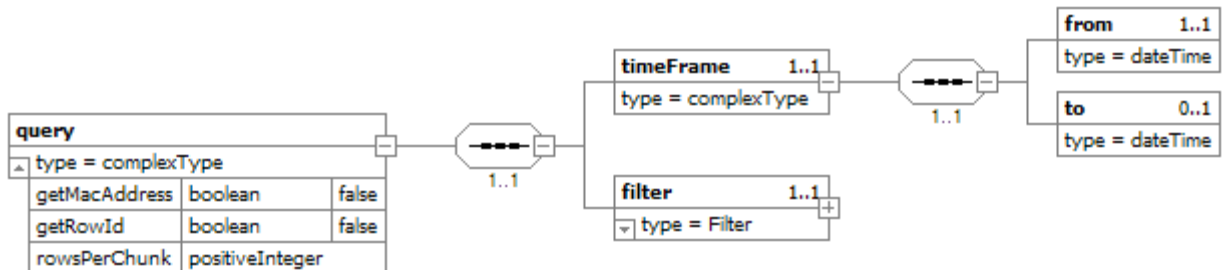 query
type = complexType
getMacAddress boolean false
getRowId boolean false
rowsPerChunk positiveInteger
1..1
timeFrame 1..1
type = complexType
filter 1..1
type = Filter
1..1
from 1..1
type = dateTime
to 0..1
type = dateTime